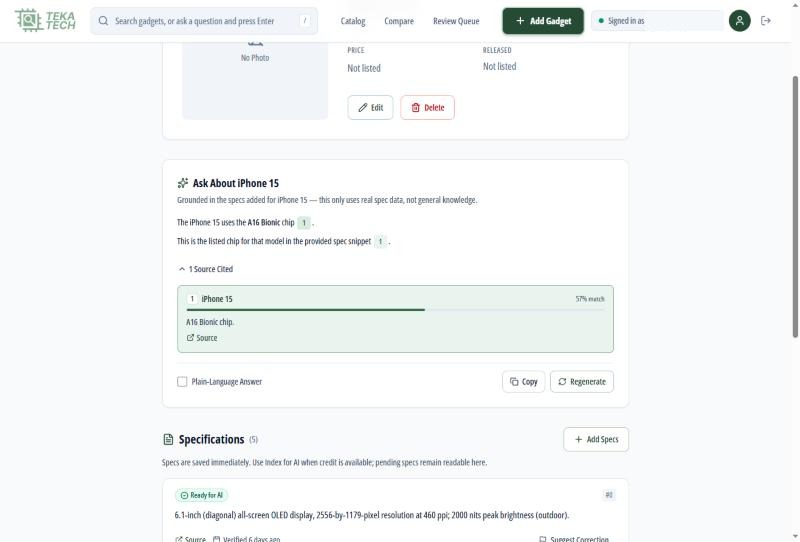 TEKA TECH
Search gadgets, or ask a question and press Enter /
Catalog Compare Review Queue
+ Add Gadget
Signed in as
No Photo
PRICE RELEASED
Not listed Not listed
Edit Delete
Ask About iPhone 15
Grounded in the specs added for iPhone 15 — this only uses real spec data, not general knowledge.
The iPhone 15 uses the A16 Bionic chip 1 .
This is the listed chip for that model in the provided spec snippet 1 .
1 Source Cited
1 iPhone 15 57% match
A16 Bionic chip.
Source
Plain-Language Answer Copy Regenerate
Specifications (5) + Add Specs
Specs are saved immediately. Use Index for AI when credit is available; pending specs remain readable here.
Ready for AI #0
6.1-inch (diagonal) all-screen OLED display, 2556-by-1179-pixel resolution at 460 ppi; 2000 nits peak brightness (outdoor).
Source Verified 6 days ago Suggest Correction